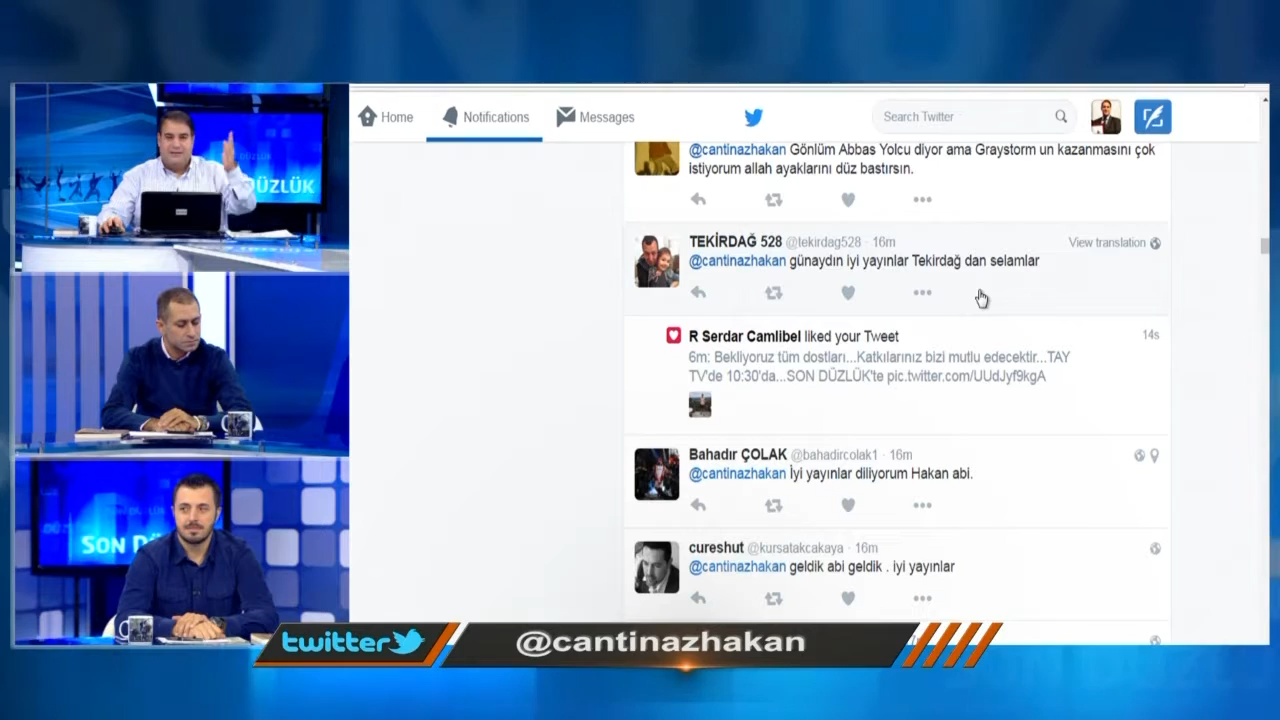 SON DÜZL
DÜZLÜK
SON D
Home
Notifications
Messages
Search Twitter
@cantinazhakan Gönlüm Abbas Yolcu diyor ama Graystorm un kazanmasını çok
istiyorum allah ayaklarını düz bastırsın.
TEKİRDAĞ 528 @tekirdag528 · 16m
View translation
@cantinazhakan günaydın iyi yayınlar Tekirdağ dan selamlar
R Serdar Camlibel liked your Tweet
14s
6m: Bekliyoruz tüm dostları...Katkılarınız bizi mutlu edecektir...TAY
TV'de 10:30'da...SON DÜZLÜK'te pic.twitter.com/UUdJyf9kgA
Bahadır ÇOLAK @bahadircolak1 · 16m
@cantinazhakan İyi yayınlar diliyorum Hakan abi.
cureshut @kursatakcakaya · 16m
@cantinazhakan geldik abi geldik . iyi yayınlar
twitter
@cantinazhakan